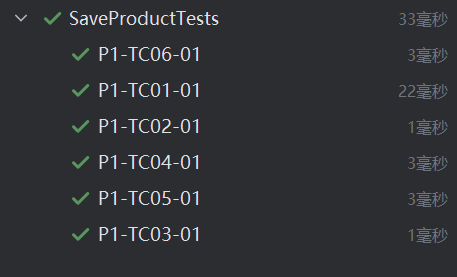 SaveProductTests 33毫秒
P1-TC06-01 3毫秒
P1-TC01-01 22毫秒
P1-TC02-01 1毫秒
P1-TC04-01 3毫秒
P1-TC05-01 3毫秒
P1-TC03-01 1毫秒